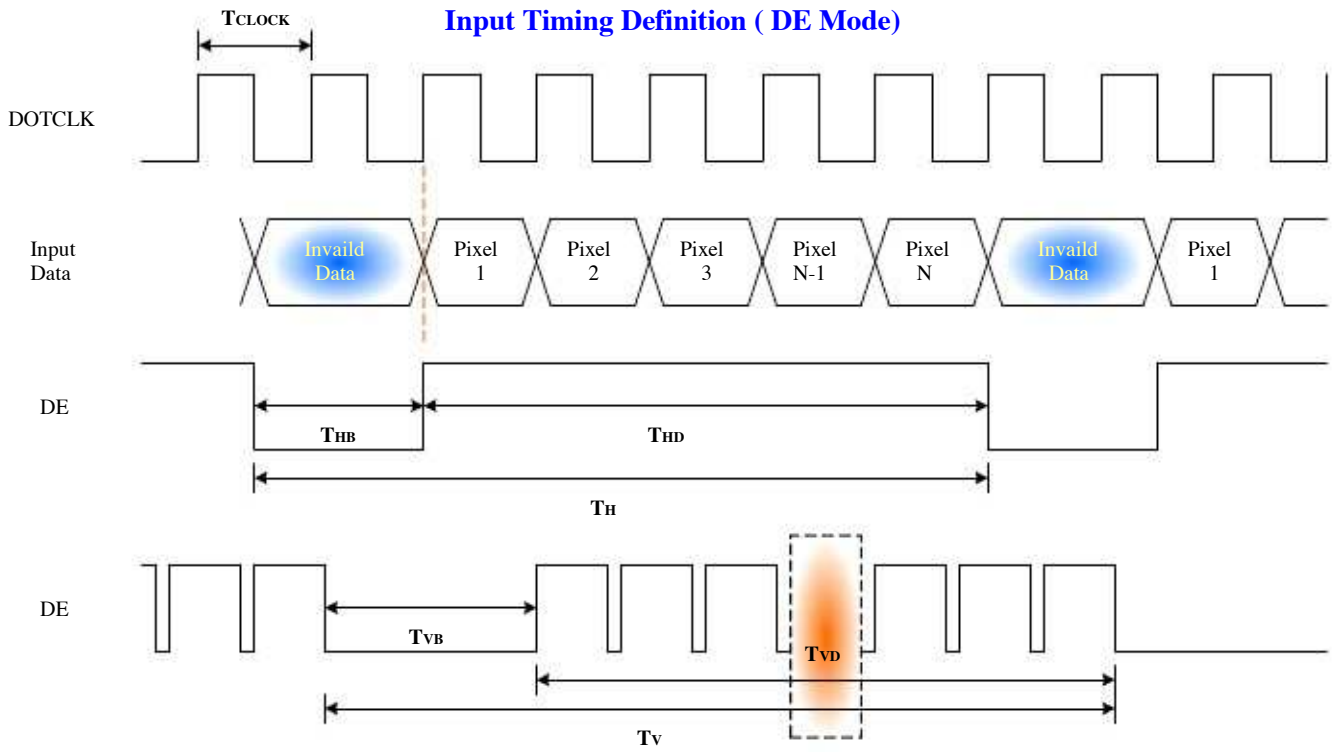 Input Timing Definition ( DE Mode)
TCLOCK
DOTCLK
Input
Data
Invaild
Data
Pixel
1
Pixel
2
Pixel
3
Pixel
N-1
Pixel
N
Invaild
Data
Pixel
1
DE
THB
THD
TH
DE
TVB
TVD
TV